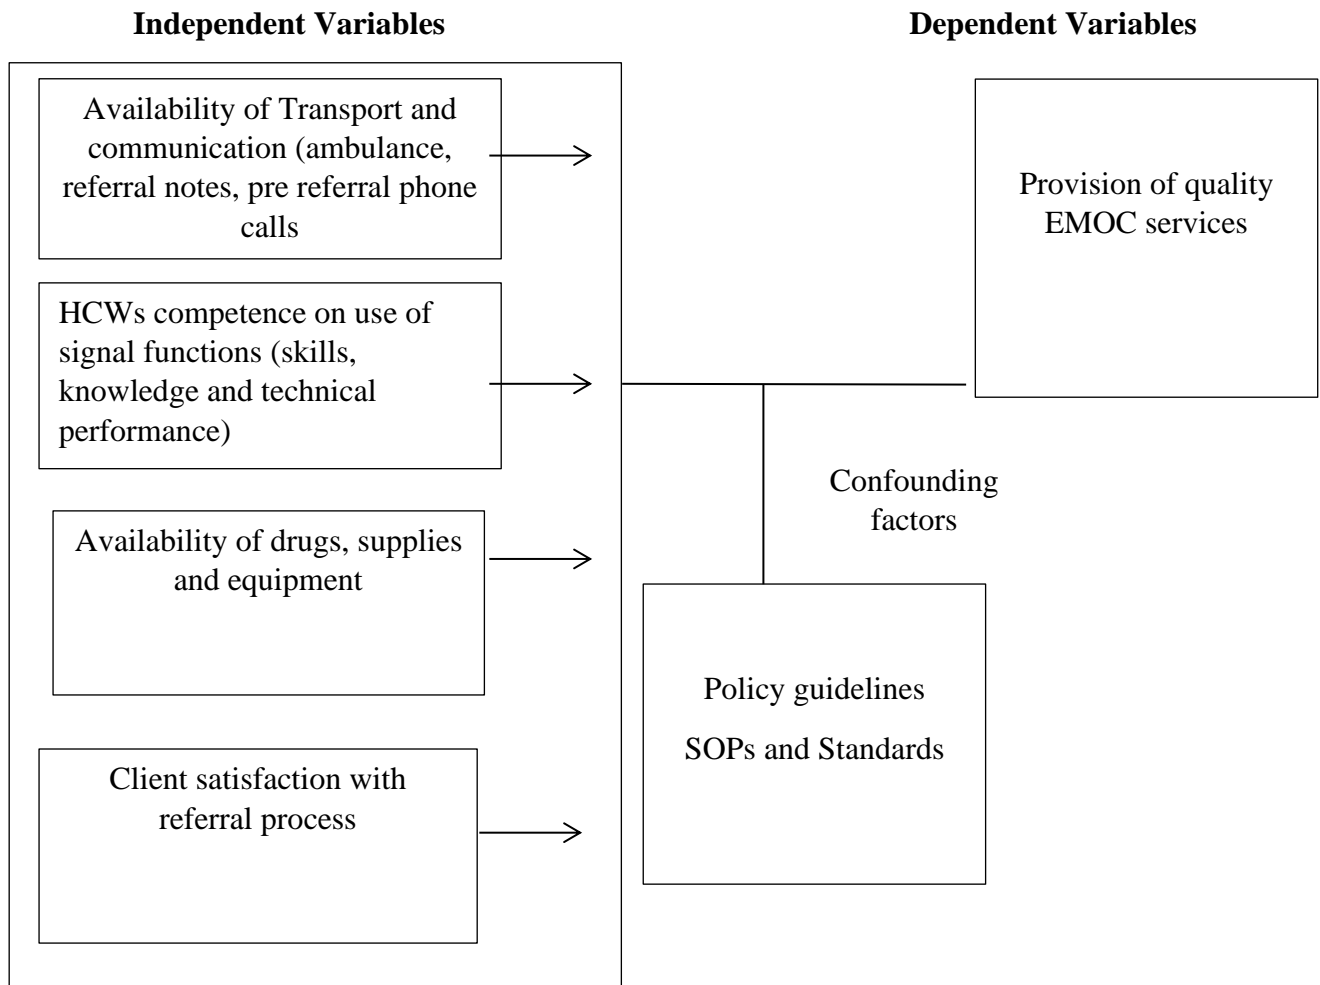 Independent Variables
Dependent Variables
Availability of Transport and
communication (ambulance,
referral notes, pre referral phone
calls
HCWs competence on use of
signal functions (skills,
knowledge and technical
performance)
Availability of drugs, supplies
and equipment
Client satisfaction with
referral process
Provision of quality
EMOC services
Confounding
factors
Policy guidelines
SOPs and Standards